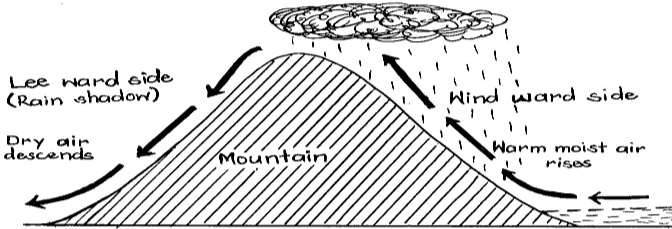 Lee ward side
(Rain shadow)
Dry air
descends
Mountain
Wind ward side
Warm moist air
rises